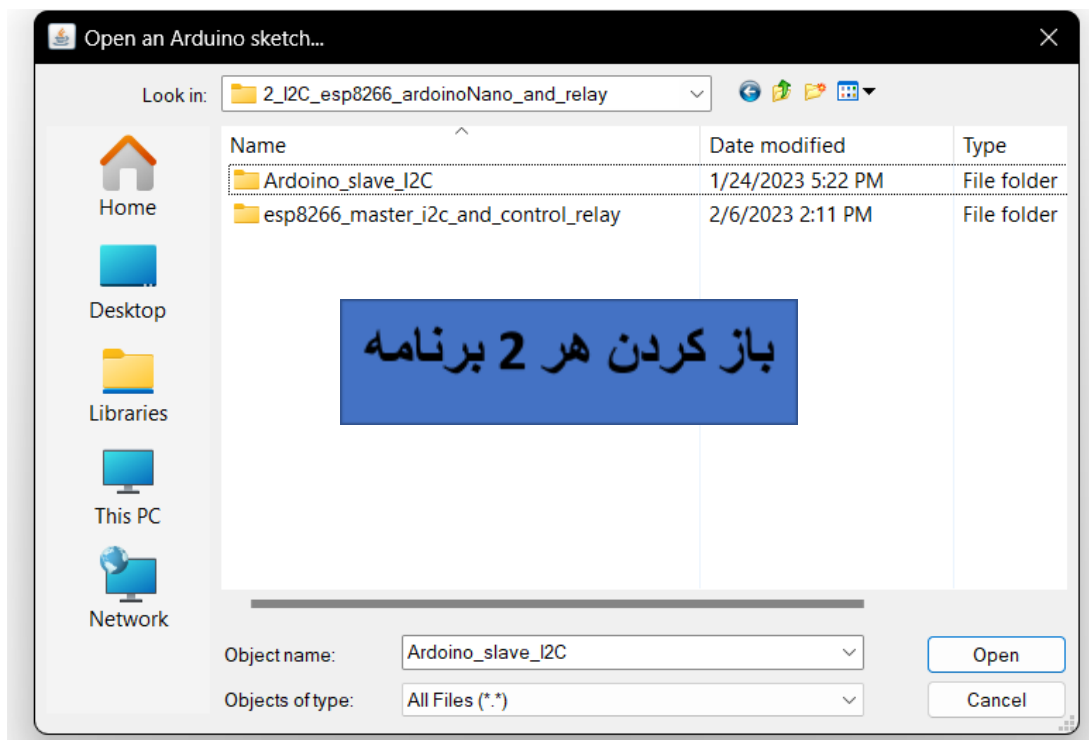 Open an Arduino sketch...
Look in: 2_I2C_esp8266_ardoinoNano_and_relay
Name Date modified Type
Ardoino_slave_I2C 1/24/2023 5:22 PM File folder
esp8266_master_i2c_and_control_relay 2/6/2023 2:11 PM File folder
Home
Desktop
Libraries
This PC
Network
باز کردن هر 2 برنامه
Object name: Ardoino_slave_I2C Open
Objects of type: All Files (*.*) Cancel